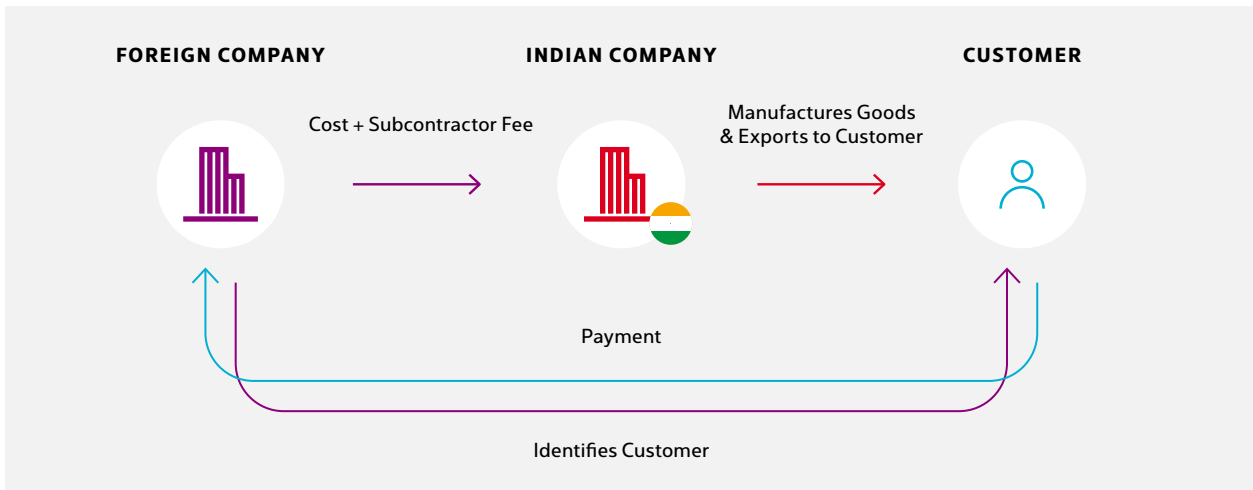 FOREIGN COMPANY
INDIAN COMPANY
CUSTOMER
Cost + Subcontractor Fee
Manufactures Goods
& Exports to Customer
Payment
Identifies Customer